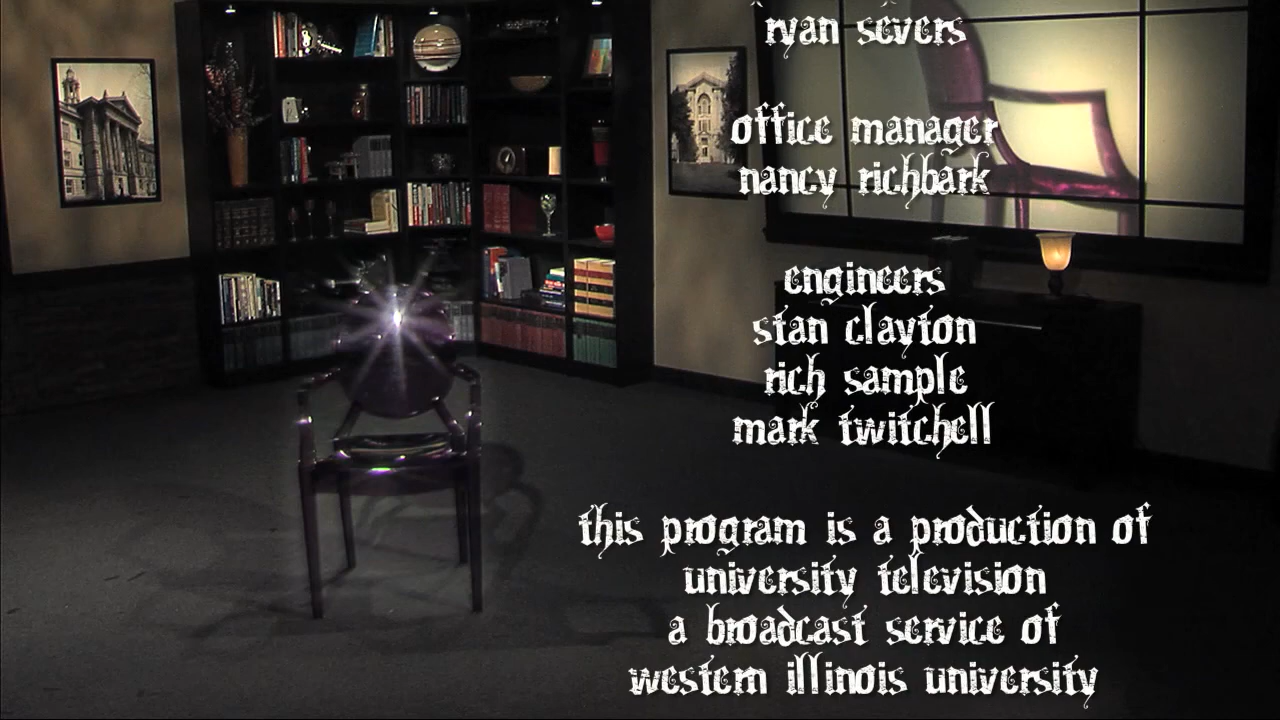 ryan severs
office manager
nancy richbark
engineers
stan clayton
rich sample
mark twitchell
this program is a production of
university television
a broadcast service of
western illinois university